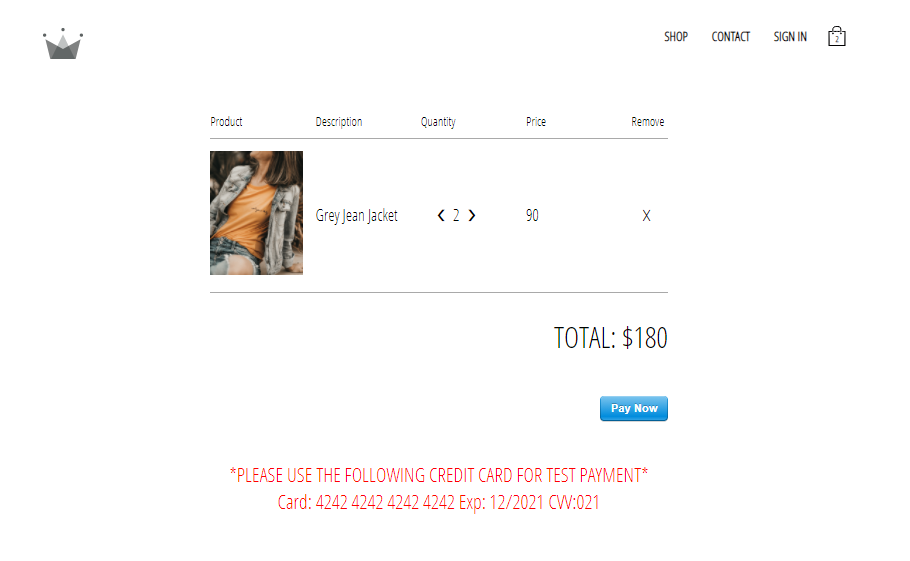 SHOP CONTACT SIGN IN 2
Product Description Quantity Price Remove
Grey Jean Jacket ❮ 2 ❯ 90 X
TOTAL: $180
Pay Now
*PLEASE USE THE FOLLOWING CREDIT CARD FOR TEST PAYMENT*
Card: 4242 4242 4242 4242 Exp: 12/2021 CVV:021